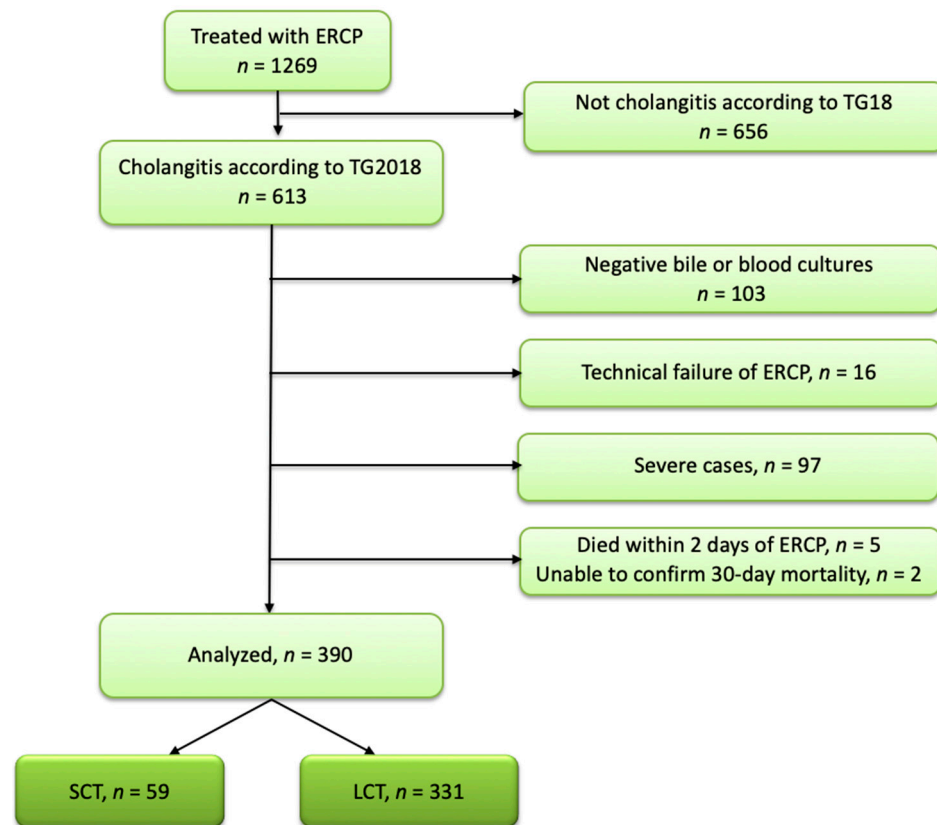 Treated with ERCP
n = 1269
Not cholangitis according to TG18
n = 656
Cholangitis according to TG2018
n = 613
Negative bile or blood cultures
n = 103
Technical failure of ERCP, n = 16
Severe cases, n = 97
Died within 2 days of ERCP, n = 5
Unable to confirm 30-day mortality, n = 2
Analyzed, n = 390
SCT, n = 59
LCT, n = 331